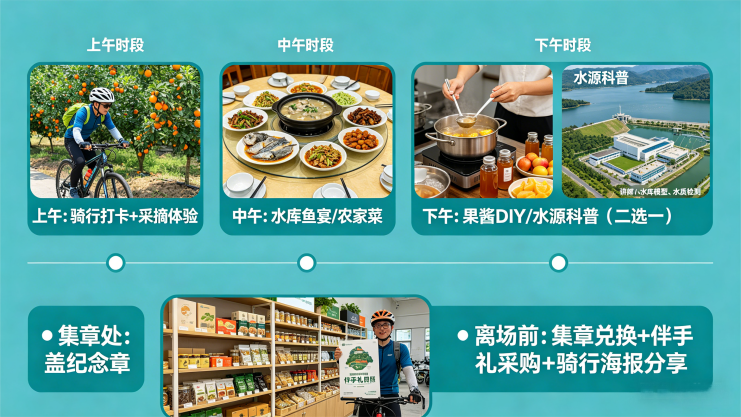 上午时段
中午时段
下午时段
水源科普
水库模型、水质检测
上午：骑行打卡+采摘体验
中午：水库鱼宴/农家菜
下午：果酱DIY/水源科普（二选一）
集章处：
盖纪念章
伴手礼
离场前：集章兑换+伴手
礼采购+骑行海报分享